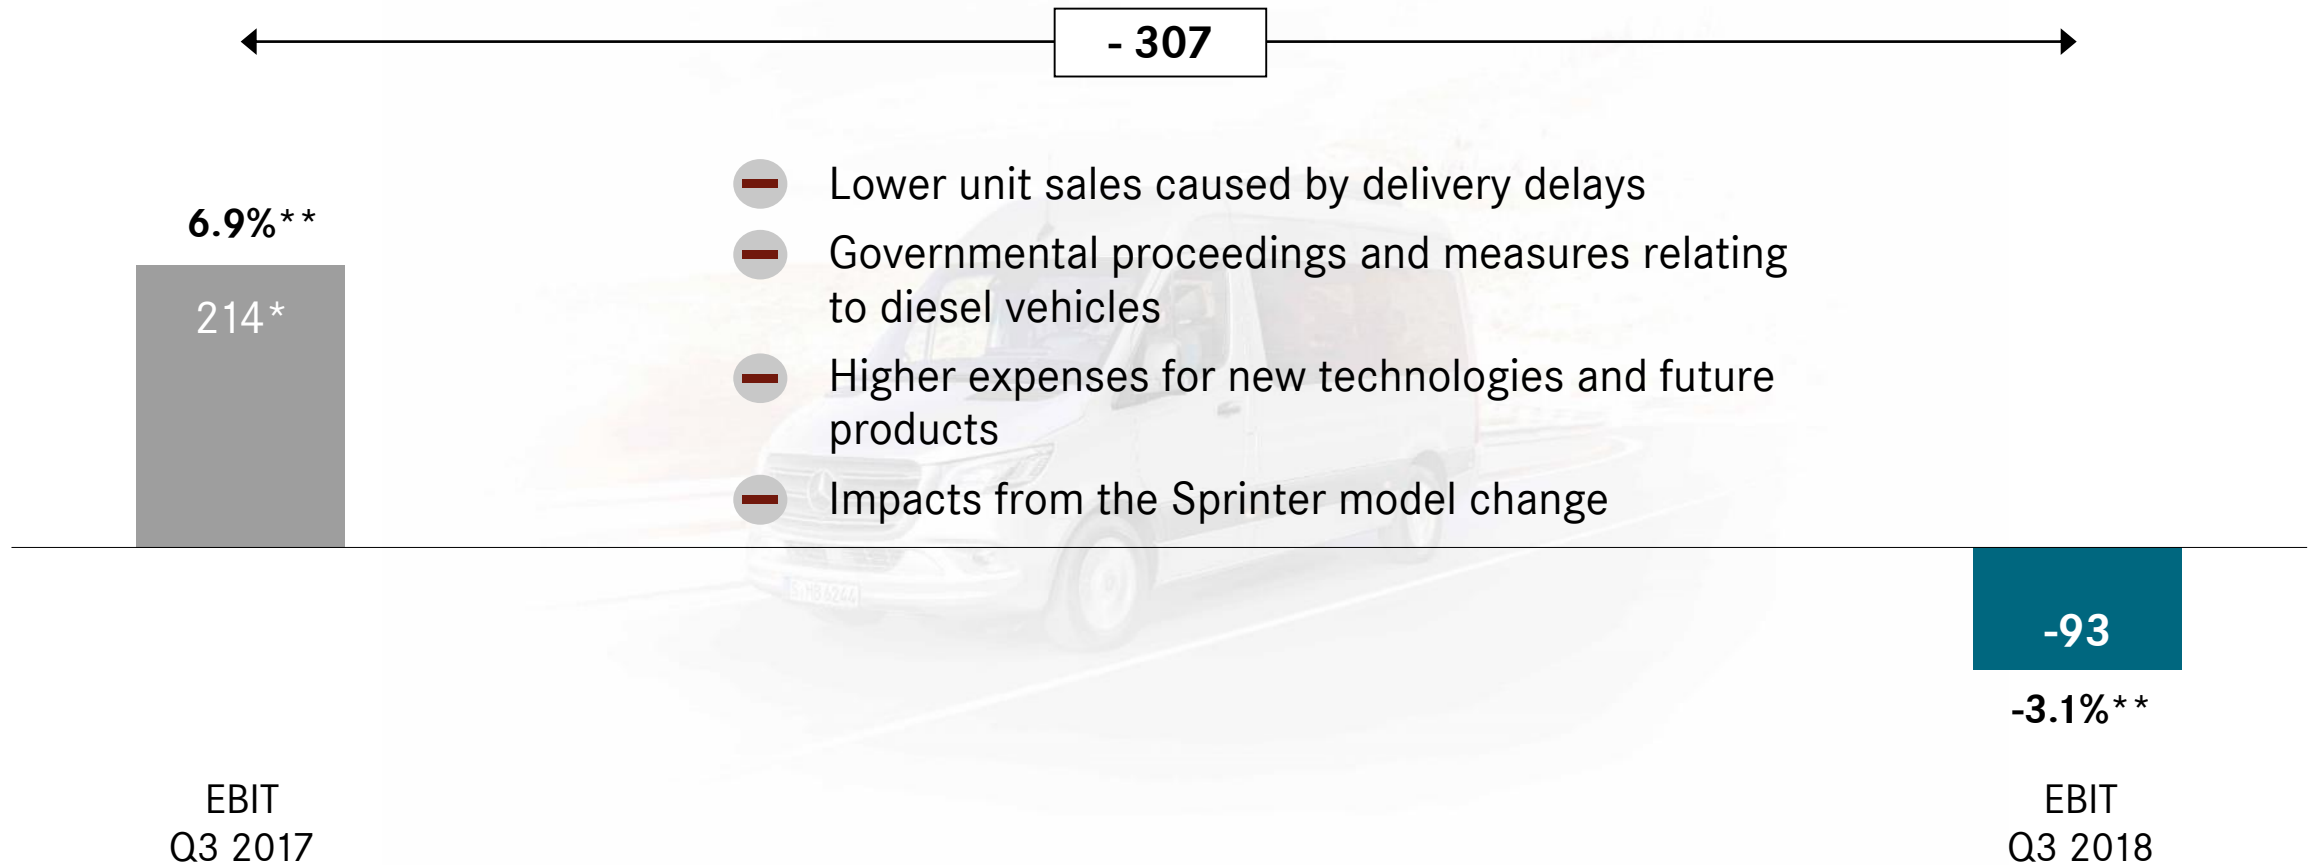 - 307
6.9%**
214*
Lower unit sales caused by delivery delays
Governmental proceedings and measures relating
to diesel vehicles
Higher expenses for new technologies and future
products
Impacts from the Sprinter model change
S MB 6244
-93
-3.1%**
EBIT
Q3 2017
EBIT
Q3 2018